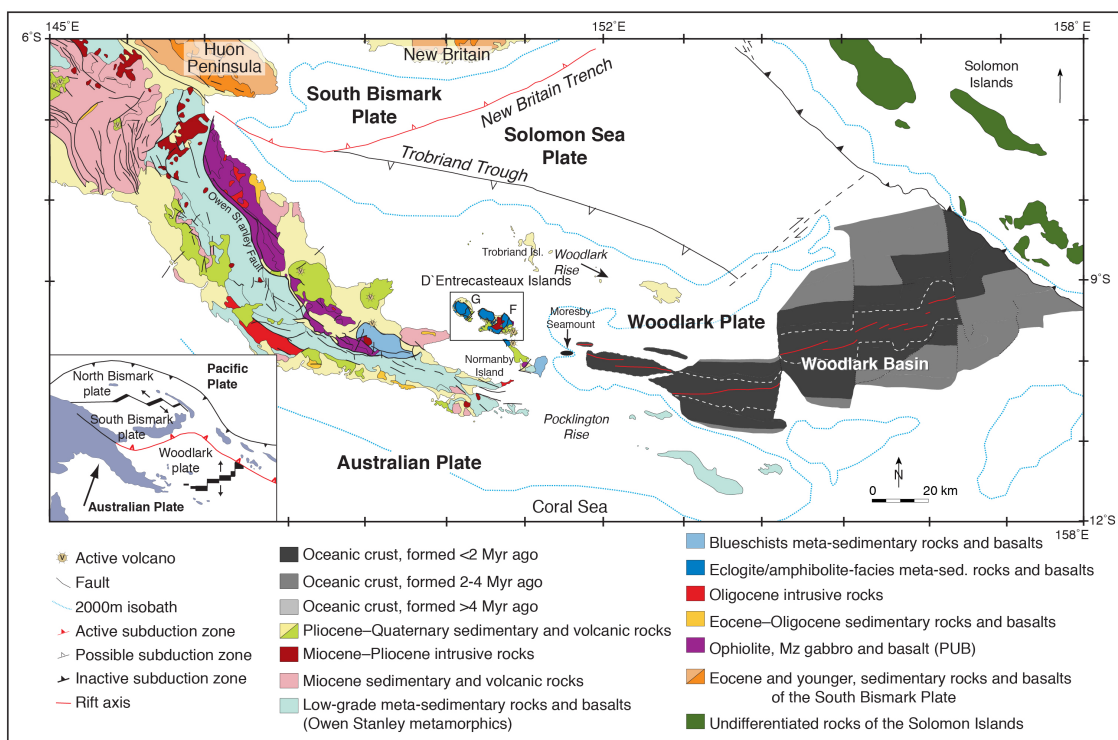 145°E
152°E
158°E
6°S
Huon
Peninsula
New Britain
Solomon
Islands
South Bismark
Plate
New Britain Trench
Solomon Sea
Plate
Trobriand Trough
Owen Stanley Fault
Trobriand Isl.
Woodlark
Rise
9°S
D`Entrecasteaux Islands
G
F
Moresby
Seamount
Woodlark Plate
Woodlark Basin
Normanby
Island
Pocklington
Rise
Australian Plate
Coral Sea
N
0 20 km
12°S
158°E
North Bismark
plate
Pacific
Plate
South Bismark
plate
Woodlark
plate
Australian Plate
V Active volcano
Fault
2000m isobath
Active subduction zone
Possible subduction zone
Inactive subduction zone
Rift axis
Oceanic crust, formed <2 Myr ago
Oceanic crust, formed 2-4 Myr ago
Oceanic crust, formed >4 Myr ago
Pliocene–Quaternary sedimentary and volcanic rocks
Miocene–Pliocene intrusive rocks
Miocene sedimentary and volcanic rocks
Low-grade meta-sedimentary rocks and basalts
(Owen Stanley metamorphics)
Blueschists meta-sedimentary rocks and basalts
Eclogite/amphibolite-facies meta-sed. rocks and basalts
Oligocene intrusive rocks
Eocene–Oligocene sedimentary rocks and basalts
Ophiolite, Mz gabbro and basalt (PUB)
Eocene and younger, sedimentary rocks and basalts
of the South Bismark Plate
Undifferentiated rocks of the Solomon Islands